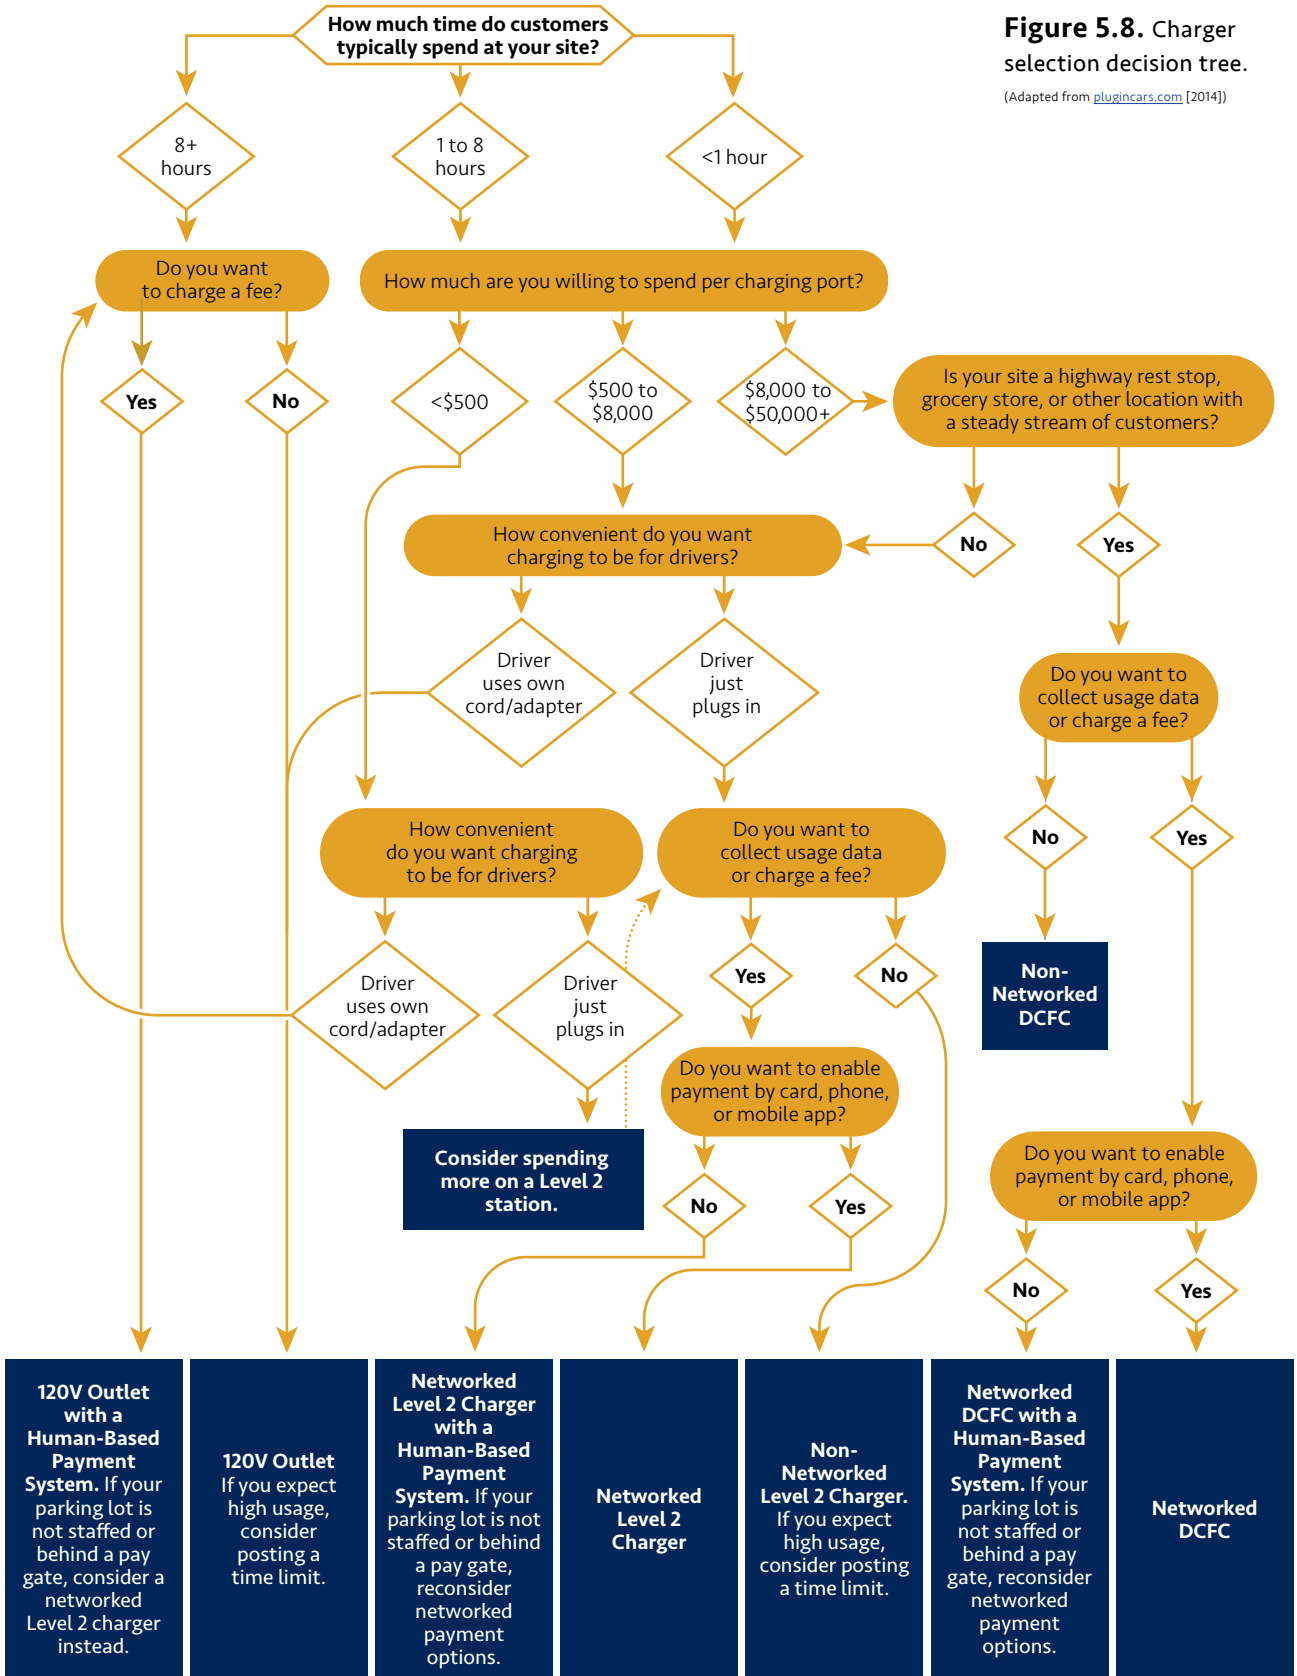 How much time do customers
typically spend at your site?
Figure 5.8. Charger
selection decision tree.
(Adapted from plugincars.com [2014])
8+
hours
1 to 8
hours
<1 hour
Do you want
to charge a fee?
How much are you willing to spend per charging port?
Yes
No
<$500
$500 to
$8,000
$8,000 to
$50,000+
Is your site a highway rest stop,
grocery store, or other location with
a steady stream of customers?
How convenient do you want
charging to be for drivers?
No
Yes
Driver
uses own
cord/adapter
Driver
just
plugs in
Do you want to
collect usage data
or charge a fee?
How convenient
do you want charging
to be for drivers?
Do you want to
collect usage data
or charge a fee?
No
Yes
Driver
uses own
cord/adapter
Driver
just
plugs in
Yes
No
Non-
Networked
DCFC
Do you want to enable
payment by card, phone,
or mobile app?
Consider spending
more on a Level 2
station.
No
Yes
Do you want to enable
payment by card, phone,
or mobile app?
No
Yes
120V Outlet
with a
Human-Based
Payment
System. If your
parking lot is
not staffed or
behind a pay
gate, consider a
networked
Level 2 charger
instead.
120V Outlet
If you expect
high usage,
consider
posting a
time limit.
Networked
Level 2 Charger
with a
Human-Based
Payment
System. If your
parking lot is not
staffed or behind
a pay gate,
reconsider
networked
payment
options.
Networked
Level 2
Charger
Non-
Networked
Level 2 Charger.
If you expect
high usage,
consider posting
a time limit.
Networked
DCFC with a
Human-Based
Payment
System. If your
parking lot is
not staffed or
behind a pay
gate, reconsider
networked
payment
options.
Networked
DCFC